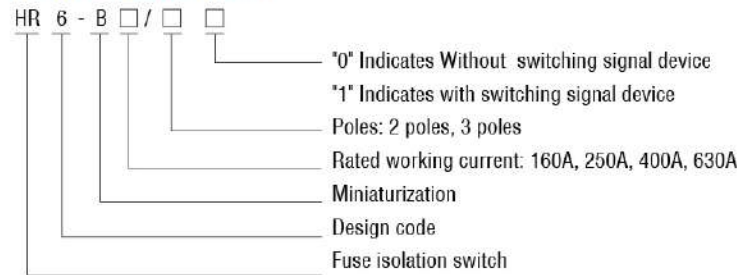 HR 6 - B □ / □ □
"0" Indicates Without switching signal device
"1" Indicates with switching signal device
Poles: 2 poles, 3 poles
Rated working current: 160A, 250A, 400A, 630A
Miniaturization
Design code
Fuse isolation switch